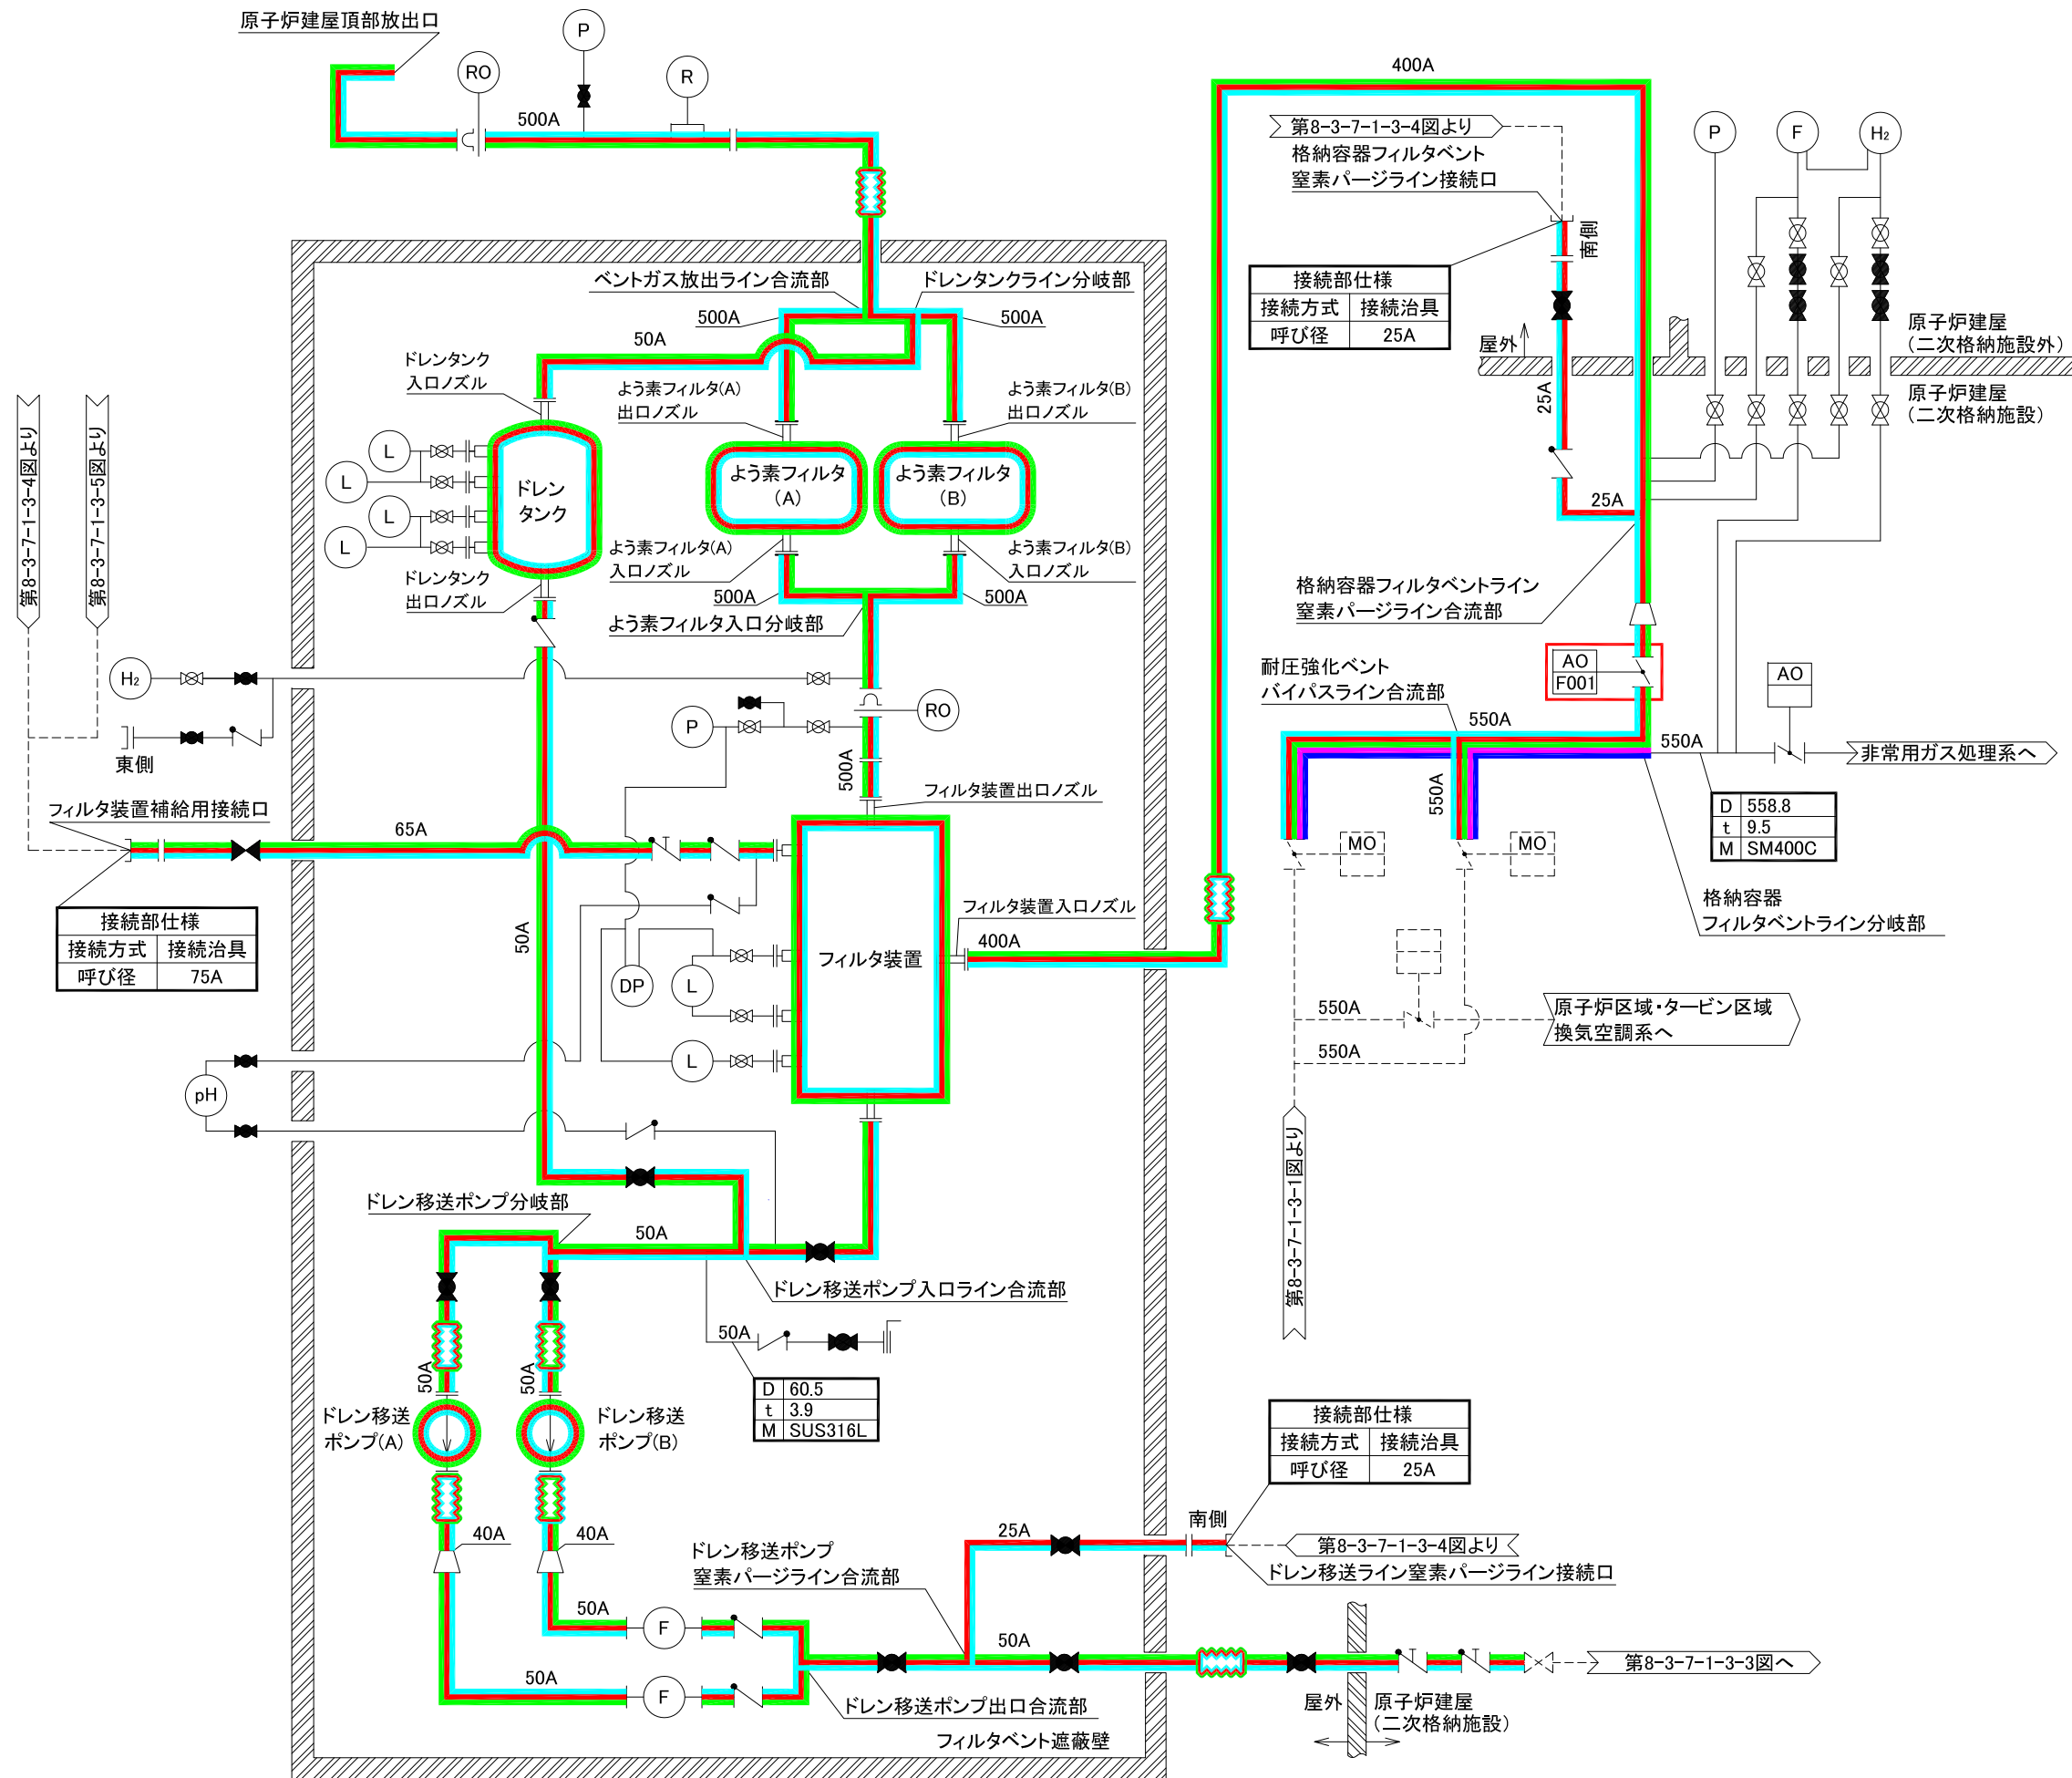 原子炉建屋頂部放出口
P
RO
R
500A
400A
第8-3-7-1-3-4図より
格納容器フィルタベント
窒素パージライン接続口
P
F
H2
南側
接続部仕様
接続方式 接続治具
呼び径 25A
屋外
原子炉建屋
(二次格納施設外)
原子炉建屋
(二次格納施設)
25A
25A
ベントガス放出ライン合流部
ドレンタンクライン分岐部
500A
500A
50A
ドレンタンク
入口ノズル
よう素フィルタ(A)
出口ノズル
よう素フィルタ(B)
出口ノズル
第8-3-7-1-3-4図より
第8-3-7-1-3-5図より
L
L
L
L
ドレン
タンク
よう素フィルタ
(A)
よう素フィルタ
(B)
よう素フィルタ(A)
入口ノズル
よう素フィルタ(B)
入口ノズル
ドレンタンク
出口ノズル
500A
500A
よう素フィルタ入口分岐部
格納容器フィルタベントライン
窒素パージライン合流部
H2
東側
P
RO
500A
耐圧強化ベント
バイパスライン合流部
AO
F001
AO
550A
550A
550A
非常用ガス処理系へ
D 558.8
t 9.5
M SM400C
フィルタ装置出口ノズル
フィルタ装置補給用接続口
65A
MO
MO
接続部仕様
接続方式 接続治具
呼び径 75A
50A
フィルタ装置入口ノズル
400A
フィルタ装置
格納容器
フィルタベントライン分岐部
DP
L
L
550A
550A
原子炉区域・タービン区域
換気空調系へ
pH
第8-3-7-1-3-1図より
ドレン移送ポンプ分岐部
50A
ドレン移送ポンプ入口ライン合流部
50A
D 60.5
t 3.9
M SUS316L
50A
50A
ドレン移送
ポンプ(A)
ドレン移送
ポンプ(B)
接続部仕様
接続方式 接続治具
呼び径 25A
40A
40A
25A
南側
第8-3-7-1-3-4図より
ドレン移送ライン窒素パージライン接続口
ドレン移送ポンプ
窒素パージライン合流部
50A
F
50A
50A
F
第8-3-7-1-3-3図へ
ドレン移送ポンプ出口合流部
屋外
原子炉建屋
(二次格納施設)
フィルタベント遮蔽壁